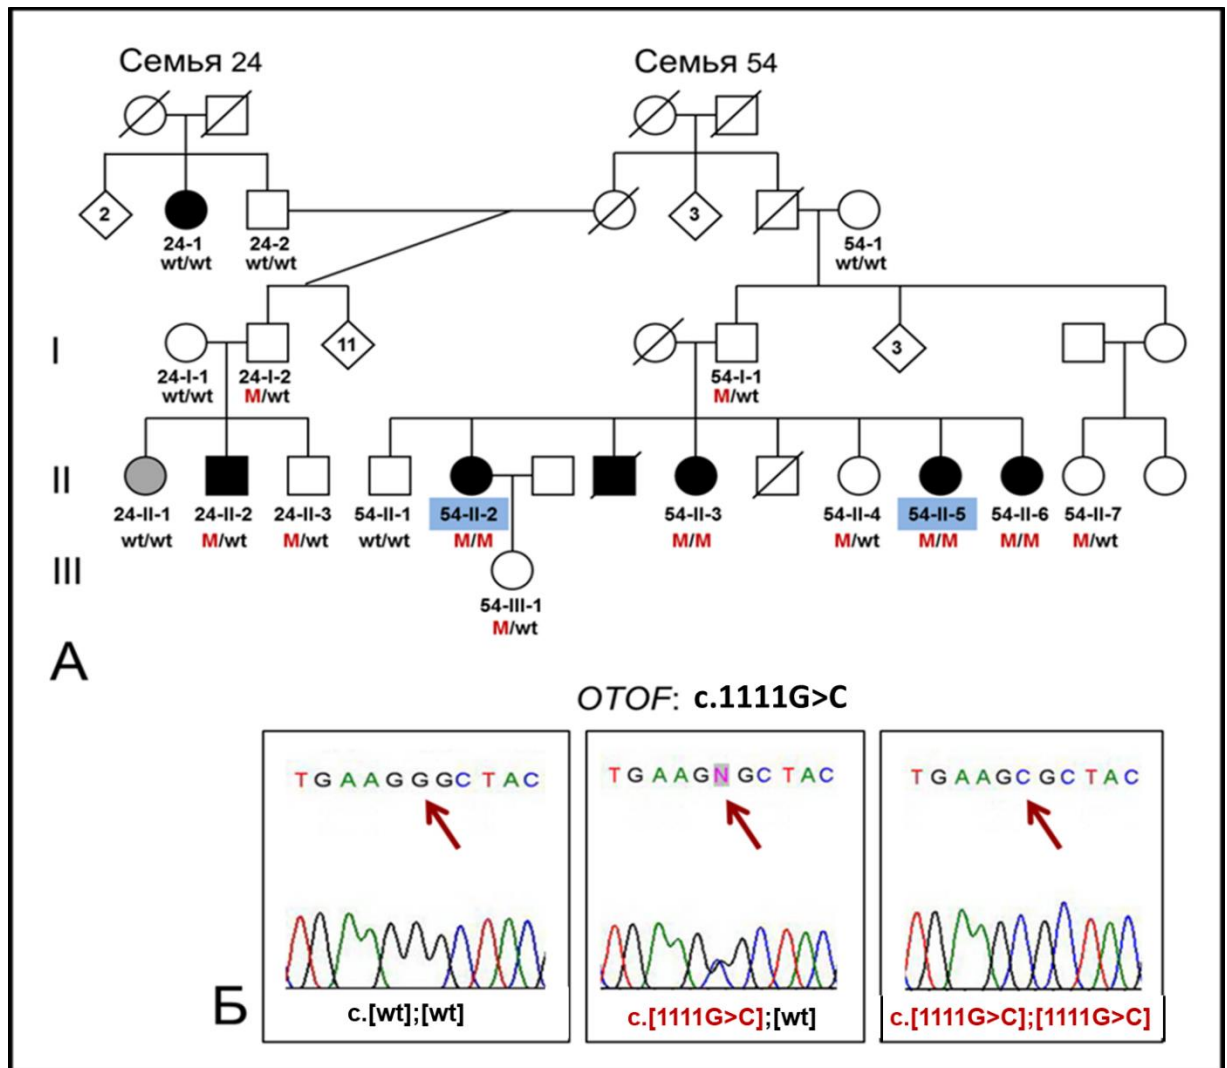 Семья 24 Семья 54
2 3
24-1 24-2 54-1
wt/wt wt/wt wt/wt
I 11 3
24-I-1 24-I-2 54-I-1
wt/wt M/wt M/wt
II
24-II-1 24-II-2 24-II-3 54-II-1 54-II-2 54-II-3 54-II-4 54-II-5 54-II-6 54-II-7
wt/wt M/wt M/wt wt/wt M/M M/M M/wt M/M M/M M/wt
III
54-III-1
M/wt
А
OTOF: c.1111G>C
TGAAGGGCTAC TGAAGNGCTAC TGAAGCGCTAC
Б
c.[wt];[wt] c.[1111G>C];[wt] c.[1111G>C];[1111G>C]